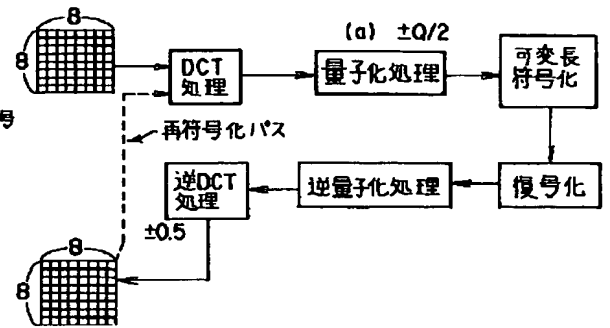 8
8
DCT
処理
(a) ±Q/2
量子化処理
可変長
符号化
号
再符号化パス
逆DCT
処理
逆量子化処理
復号化
±0.5
8
8